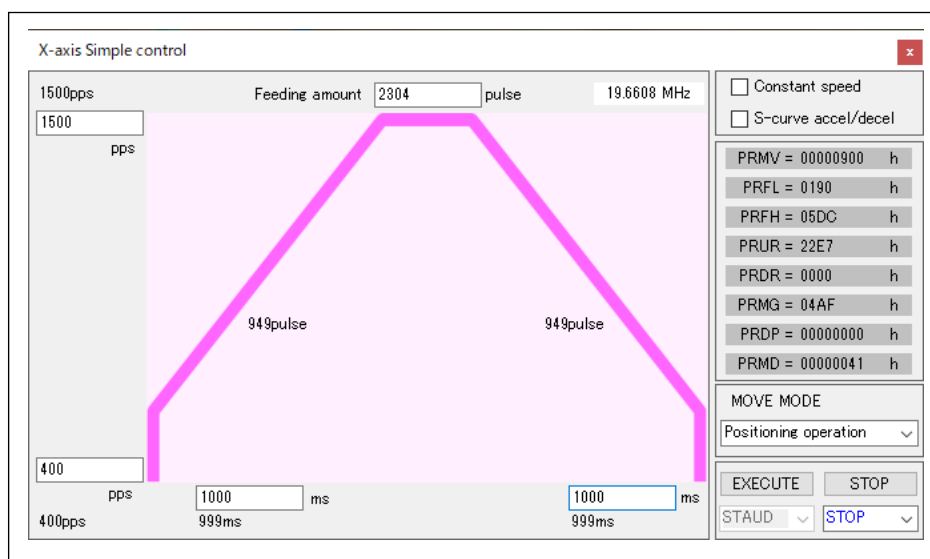 X-axis Simple control
x
1500pps
Feeding amount 2304 pulse 19.6608 MHz
1500
pps
949pulse 949pulse
400
pps
1000 ms 1000 ms
400pps 999ms 999ms
Constant speed
S-curve accel/decel
PRMV = 00000900 h
PRFL = 0190 h
PRFH = 05DC h
PRUR = 22E7 h
PRDR = 0000 h
PRMG = 04AF h
PRDP = 00000000 h
PRMD = 00000041 h
MOVE MODE
Positioning operation
EXECUTE STOP
STAUD STOP